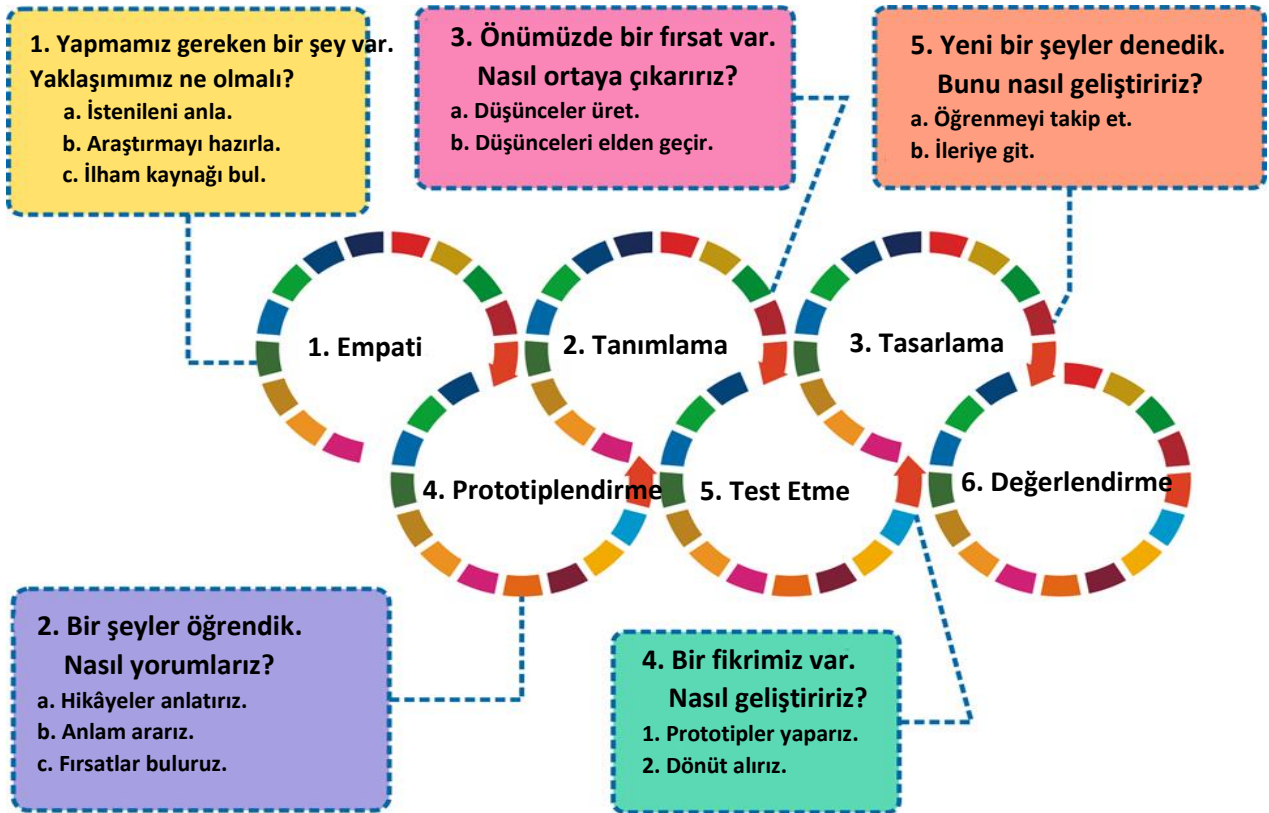 1. Yapmamız gereken bir şey var.
Yaklaşımımız ne olmalı?
a. İstenileni anla.
b. Araştırmayı hazırla.
c. İlham kaynağı bul.
3. Önümüzde bir fırsat var.
Nasıl ortaya çıkarırız?
a. Düşünceler üret.
b. Düşünceleri elden geçir.
5. Yeni bir şeyler denedik.
Bunu nasıl geliştiririz?
a. Öğrenmeyi takip et.
b. İleriye git.
1. Empati
2. Tanımlama
3. Tasarlama
4. Prototiplendirme
5. Test Etme
6. Değerlendirme
2. Bir şeyler öğrendik.
Nasıl yorumlarız?
a. Hikâyeler anlatırız.
b. Anlam ararız.
c. Fırsatlar buluruz.
4. Bir fikrimiz var.
Nasıl geliştiririz?
1. Prototipler yaparız.
2. Dönüt alırız.